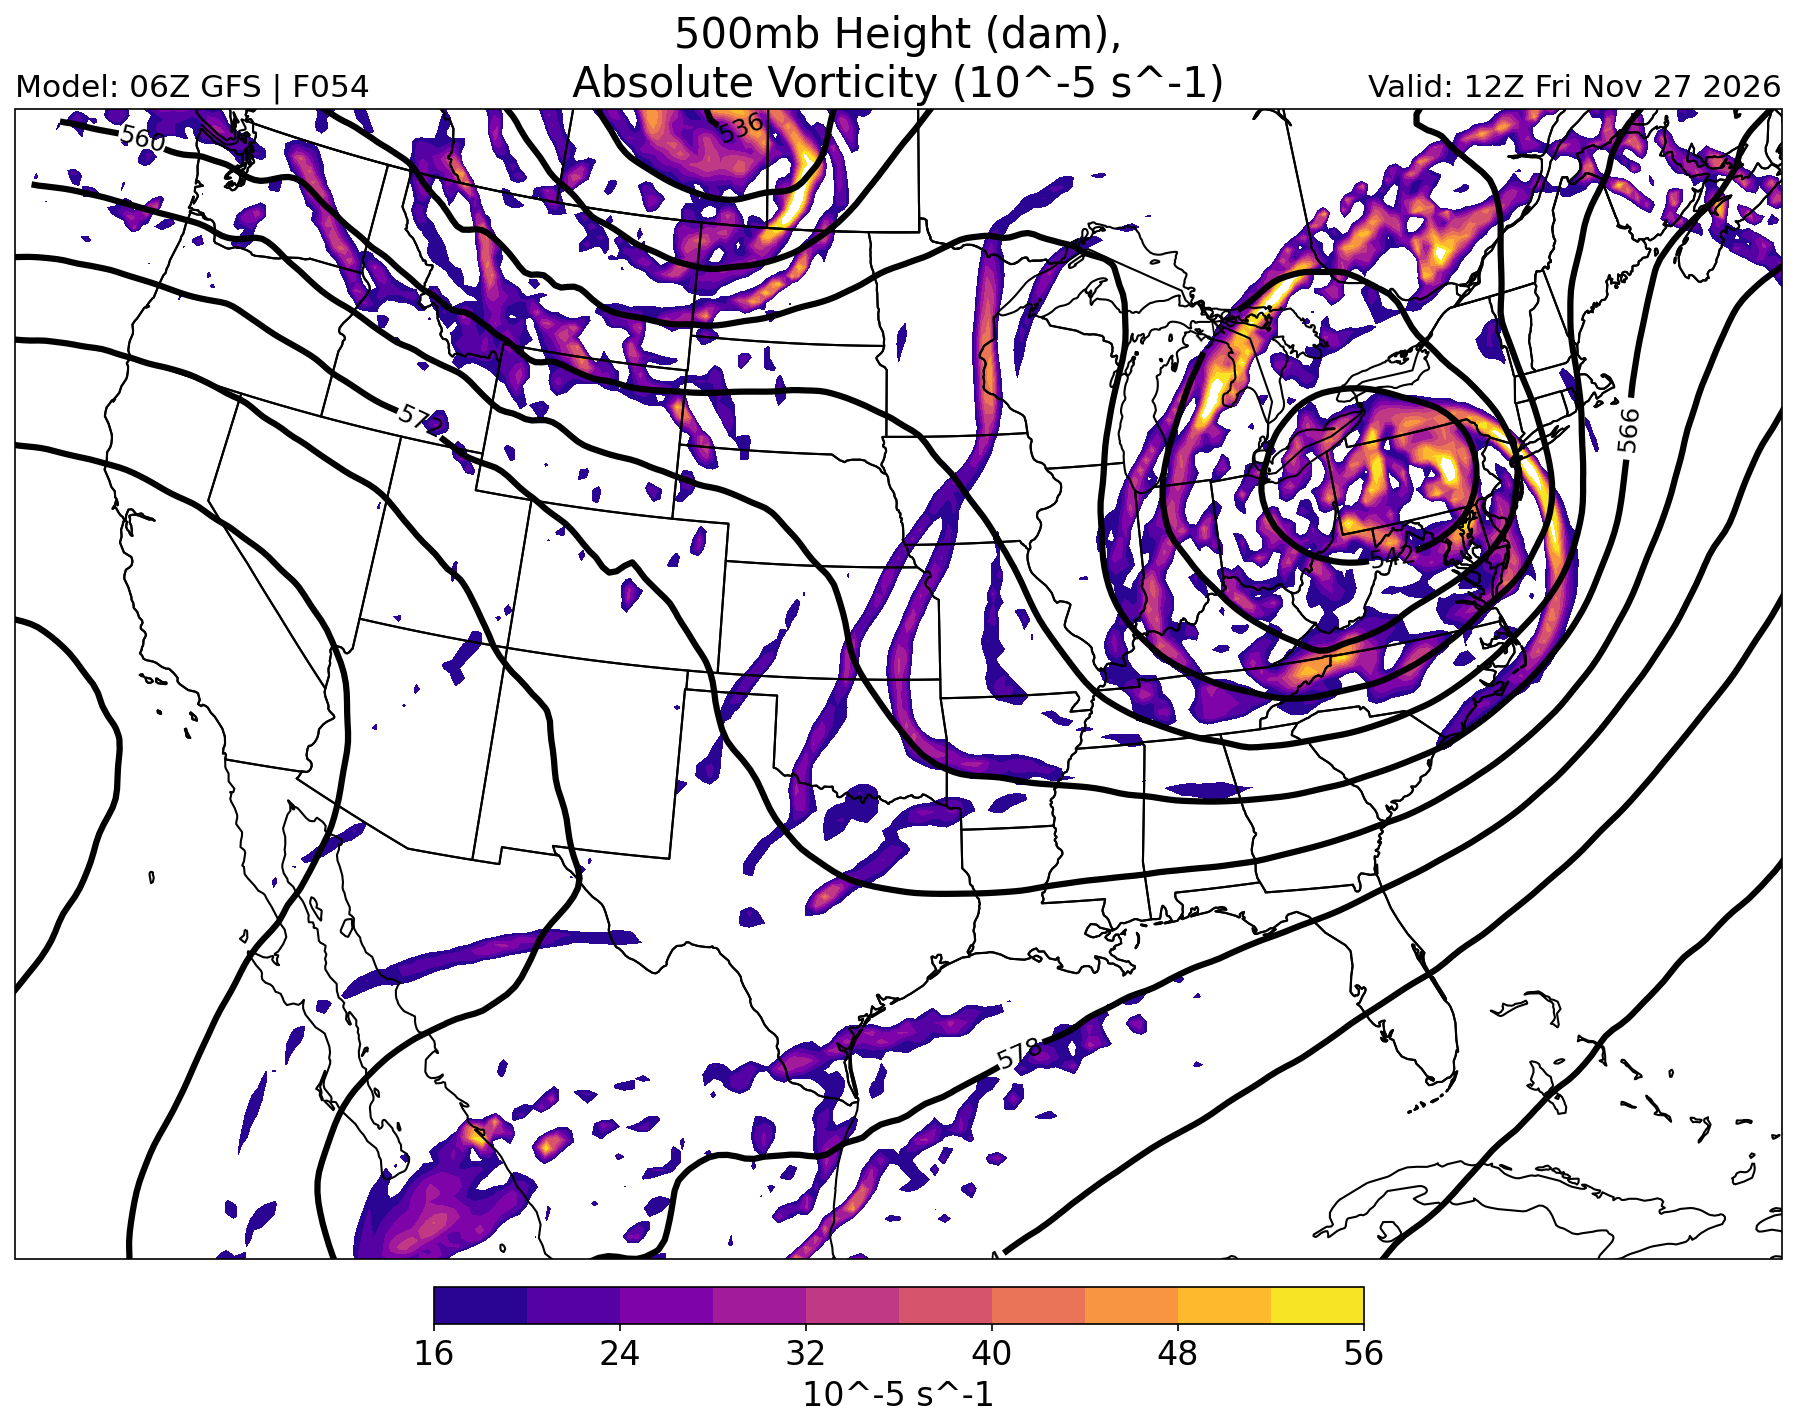 500mb Height (dam),
Model: 06Z GFS | F054
Absolute Vorticity (10^-5 s^-1)
Valid: 12Z Fri Nov 27 2026
536
560
572
566
542
578
16 24 32 40 48 56
10^-5 s^-1